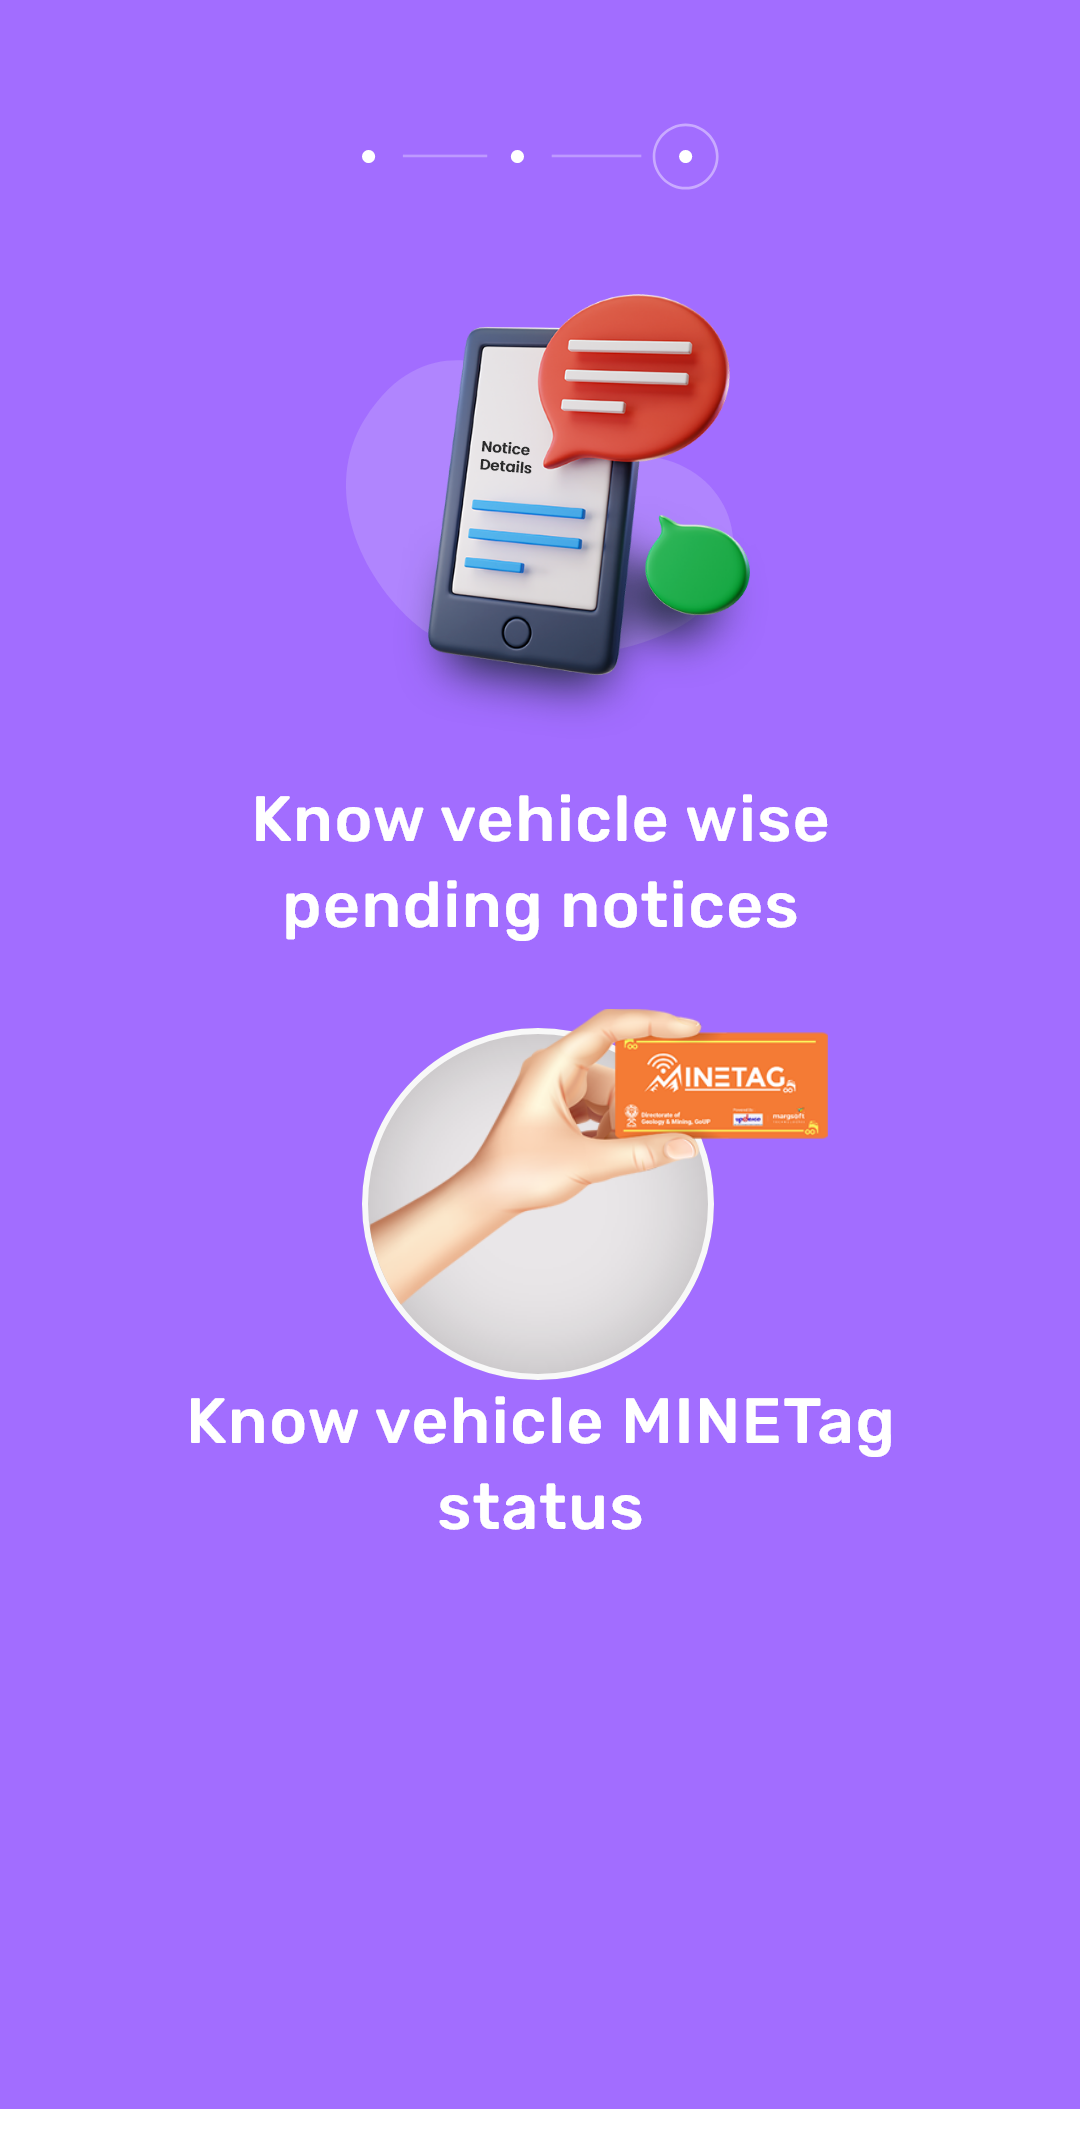 Notice
Details
Know vehicle wise
pending notices
MINETAG
Directorate of
Geology & Mining, GoUP
margsoft
Know vehicle MINETag
status